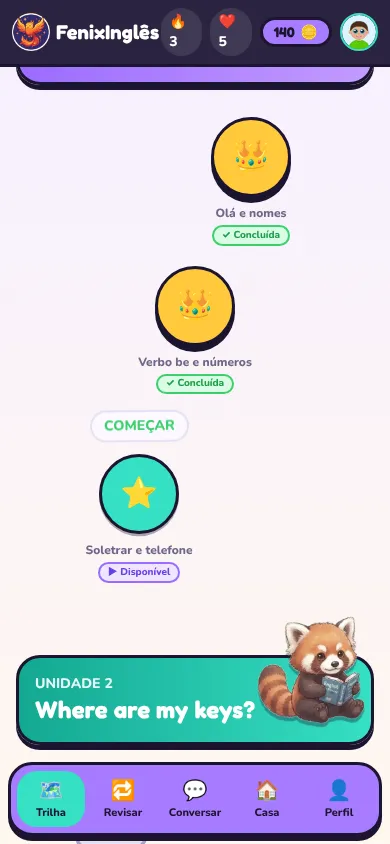 FenixInglês
3
5
140
Olá e nomes
✓ Concluída
Verbo be e números
✓ Concluída
COMEÇAR
Soletrar e telefone
▶ Disponível
UNIDADE 2
Where are my keys?
Trilha
Revisar
Conversar
Casa
Perfil